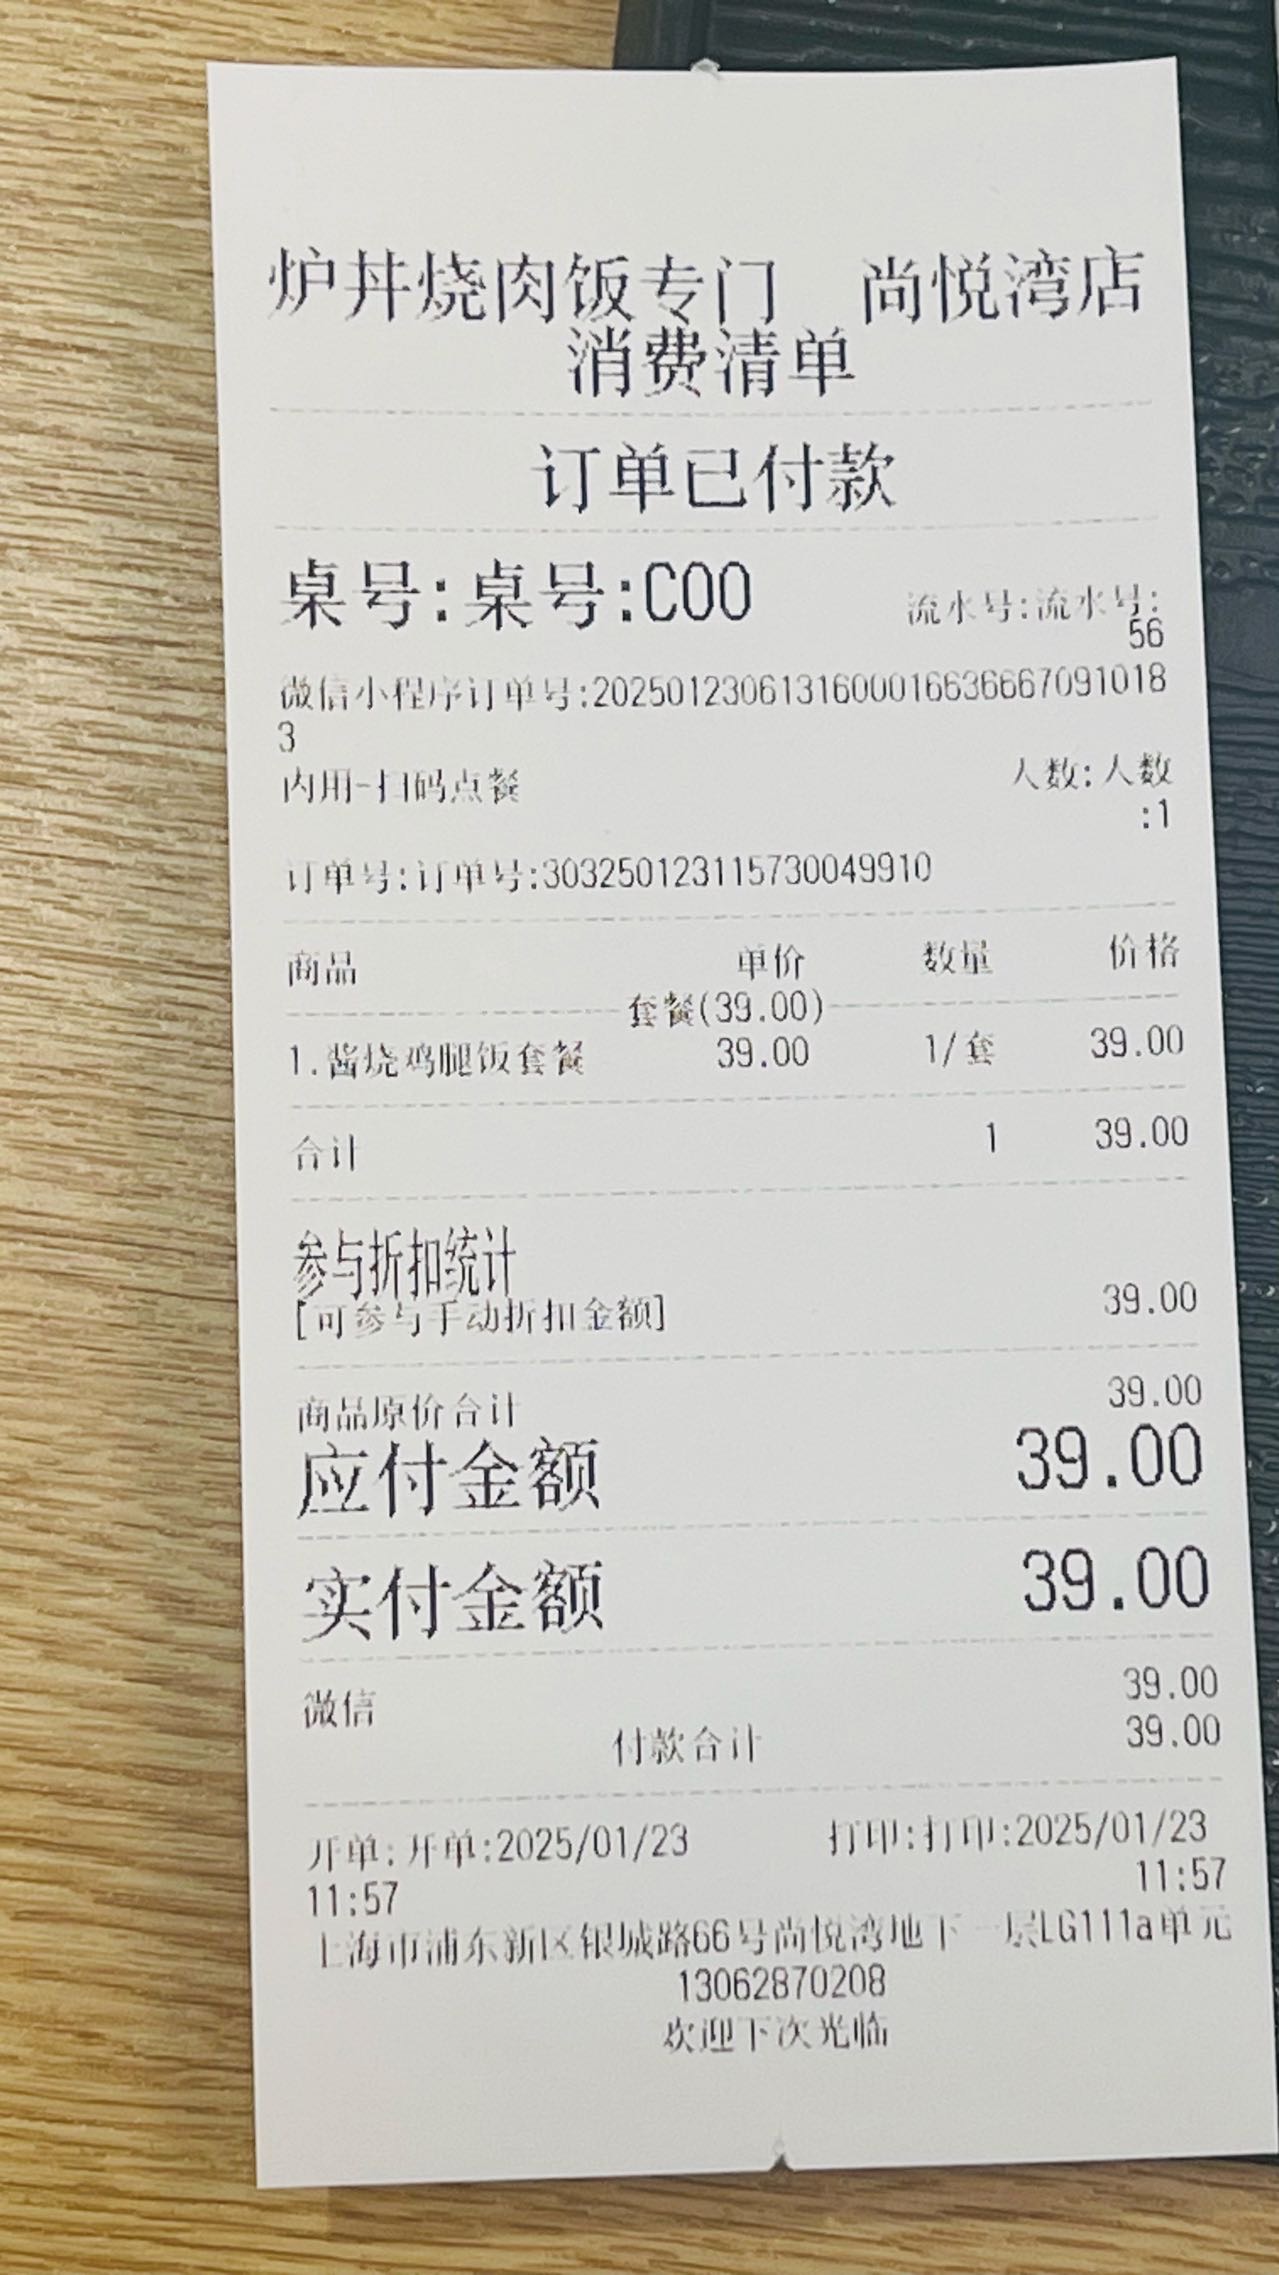 炉丼烧肉饭专门 尚悦湾店
消费清单
订单已付款
桌号:桌号:C00 流水号:流水号:
56
微信小程序订单号:2025012306131600016636667091018
3
内用-扫码点餐 人数:人数
:1
订单号:订单号:303250123115730049910
商品 单价 数量 价格
套餐(39.00)
1.酱烧鸡腿饭套餐 39.00 1/套 39.00
合计 1 39.00
参与折扣统计
[可参与手动折扣金额] 39.00
商品原价合计 39.00
应付金额 39.00
实付金额 39.00
微信 39.00
付款合计 39.00
开单:开单:2025/01/23 打印:打印:2025/01/23
11:57 11:57
上海市浦东新区银城路66号尚悦湾地下一层LG111a单元
13062870208
欢迎下次光临